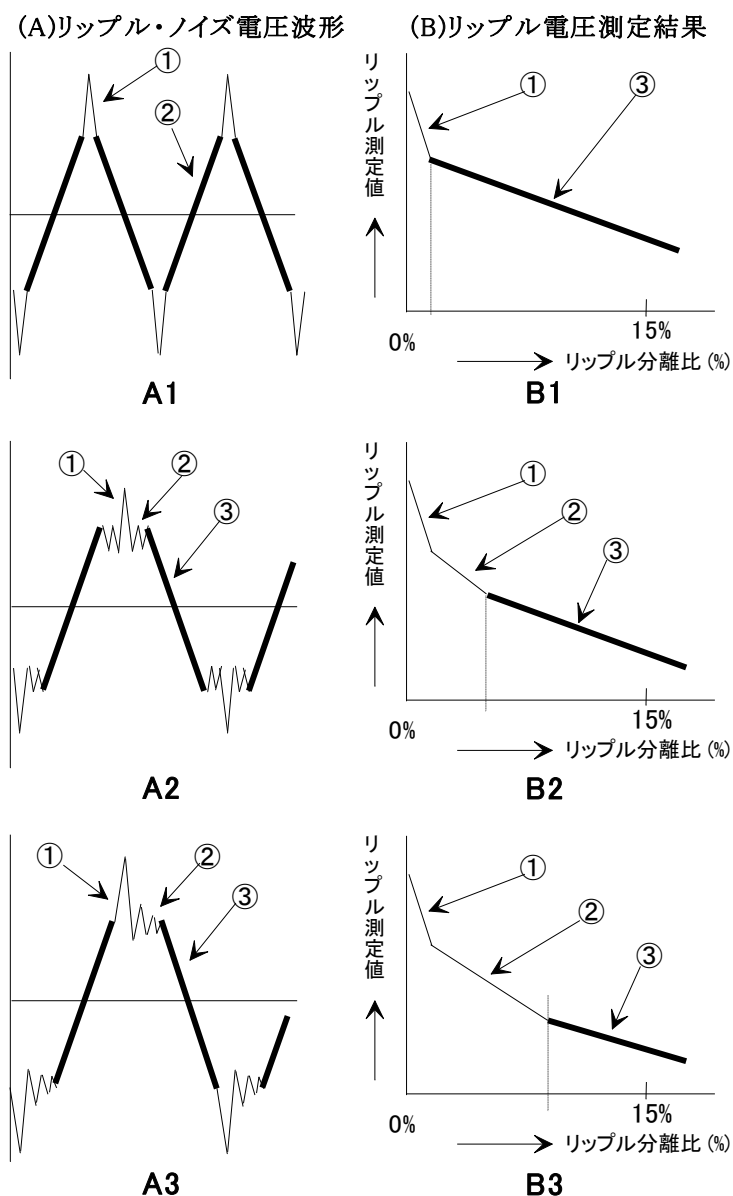 (A)リップル・ノイズ電圧波形
(B)リップル電圧測定結果
①
②
A1
リップル測定値
①
③
0%
15%
リップル分離比(%)
B1
①
②
③
A2
リップル測定値
①
②
③
0%
15%
リップル分離比(%)
B2
①
②
③
A3
リップル測定値
①
②
③
0%
15%
リップル分離比(%)
B3